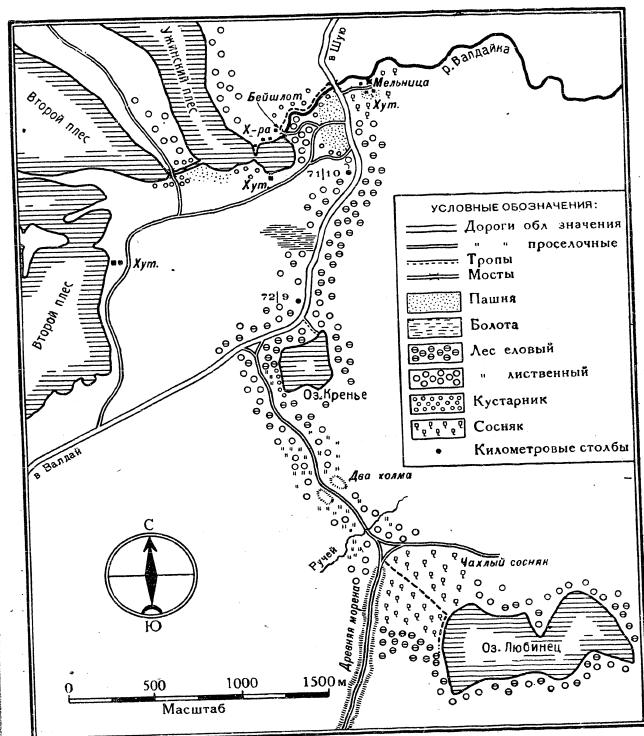 в Шую
р. Валдайка
Ужинский плес
Второй плес
Бейшлот
Мельница
Хут.
Х-ра
Хут.
71|10
Хут.
Второй плес
72|9
Оз. Кренье
в Валдай
Два холма
Ручей
Чахлый сосняк
Древняя морена
Оз. Любинец
С
Ю
0 500 1000 1500 м
Масштаб
УСЛОВНЫЕ ОБОЗНАЧЕНИЯ:
Дороги обл значения
" " проселочные
Тропы
Мосты
Пашня
Болота
Лес еловый
" лиственный
Кустарник
Сосняк
Километровые столбы